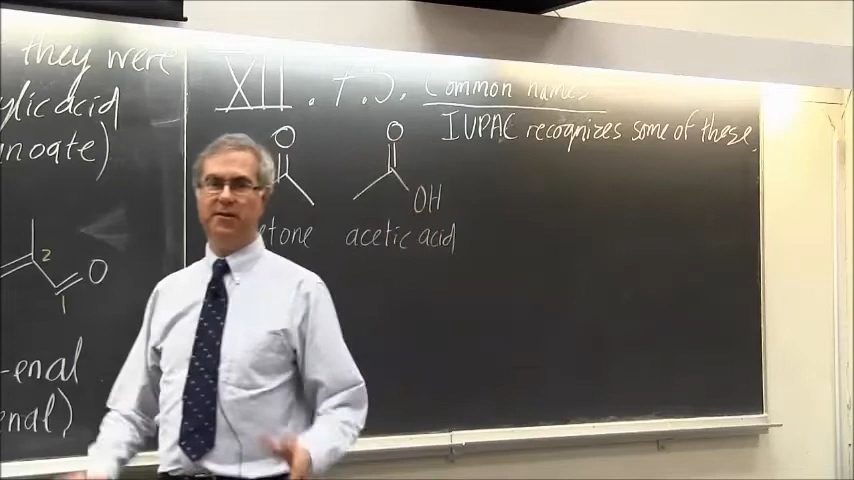 they were
ylic acid
noate)
2
O
1
-enal
enal)
XII. T.J. Common names
IUPAC recognizes some of these.
O
O
OH
etone
acetic acid